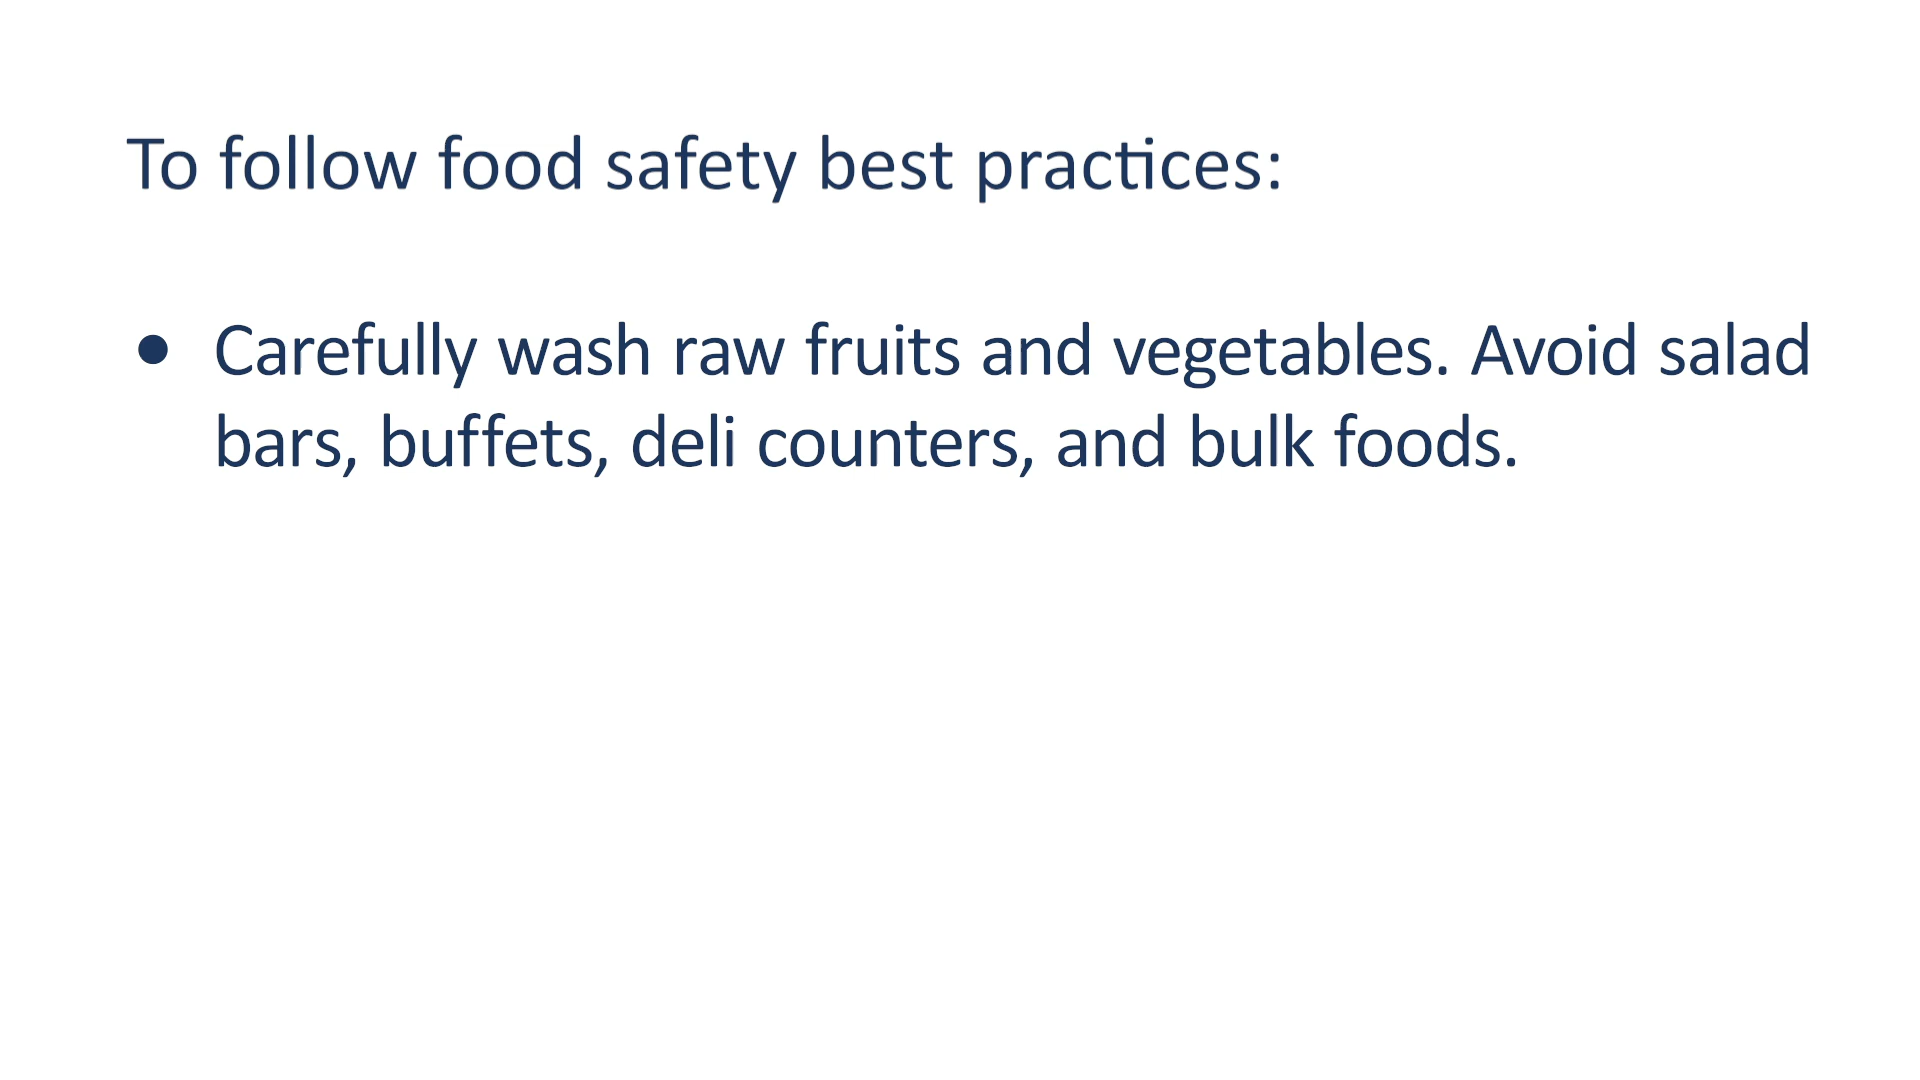 To follow food safety best practices:
● Carefully wash raw fruits and vegetables. Avoid salad
bars, buffets, deli counters, and bulk foods.